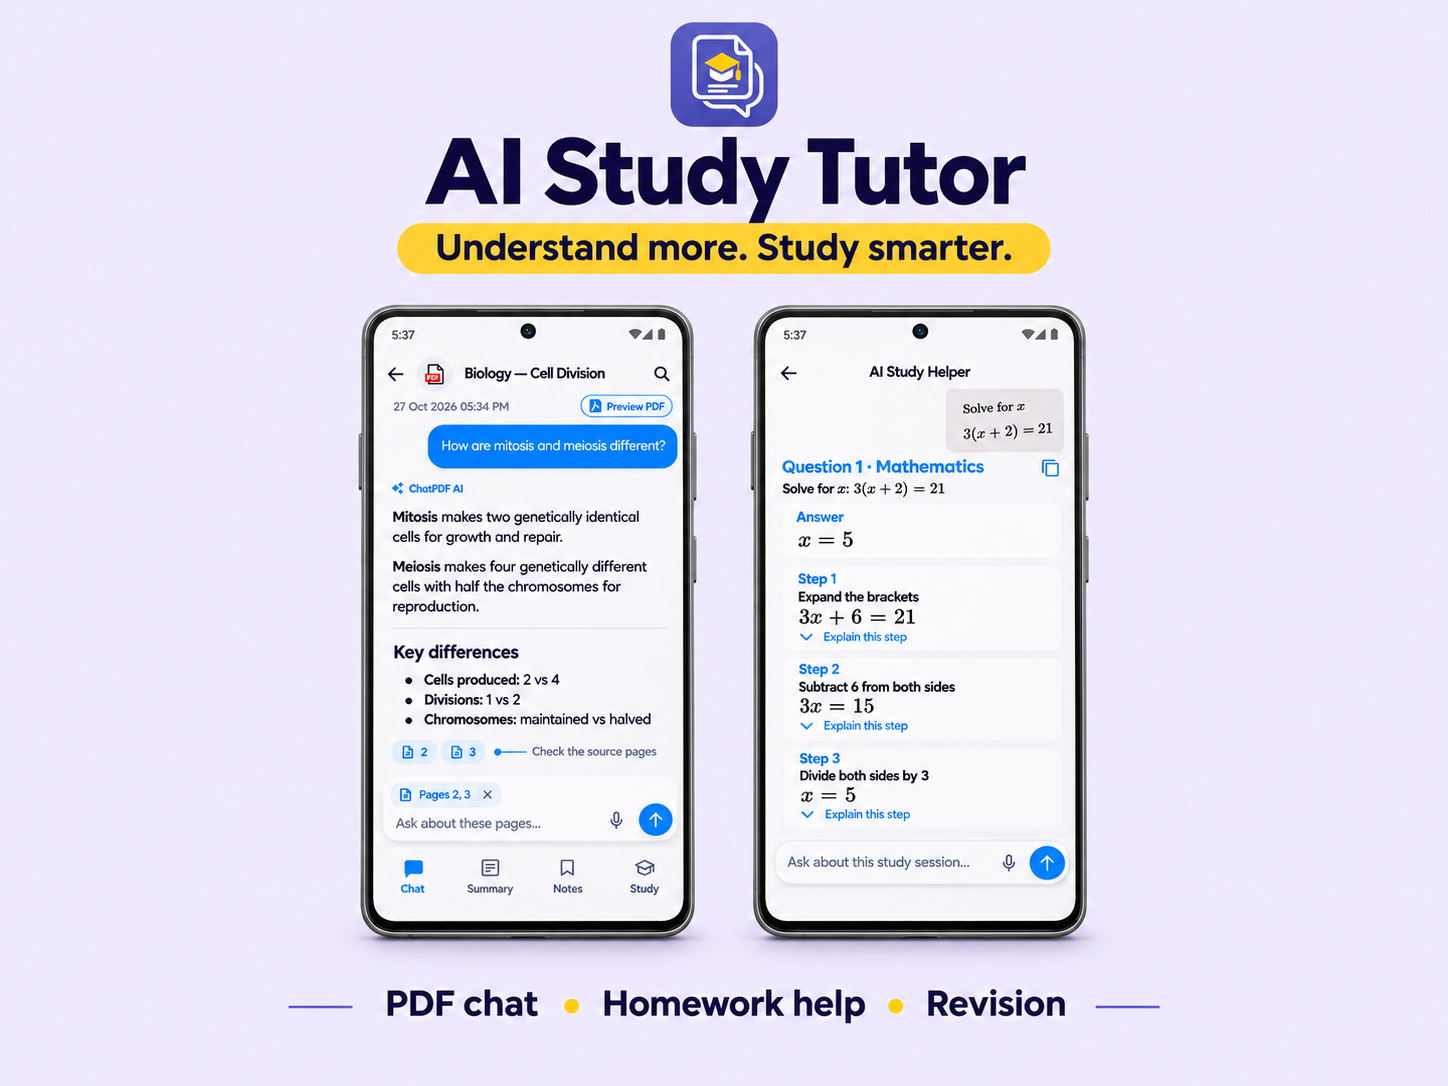 AI Study Tutor
Understand more. Study smarter.
5:37
Biology — Cell Division
27 Oct 2026 05:34 PM
Preview PDF
How are mitosis and meiosis different?
ChatPDF AI
Mitosis makes two genetically identical
cells for growth and repair.
Meiosis makes four genetically different
cells with half the chromosomes for
reproduction.
Key differences
• Cells produced: 2 vs 4
• Divisions: 1 vs 2
• Chromosomes: maintained vs halved
2 3 Check the source pages
Pages 2, 3 ×
Ask about these pages...
Chat Summary Notes Study
5:37
AI Study Helper
Solve for x
3(x + 2) = 21
Question 1 · Mathematics
Solve for x: 3(x + 2) = 21
Answer
x = 5
Step 1
Expand the brackets
3x + 6 = 21
Explain this step
Step 2
Subtract 6 from both sides
3x = 15
Explain this step
Step 3
Divide both sides by 3
x = 5
Explain this step
Ask about this study session...
PDF chat • Homework help • Revision